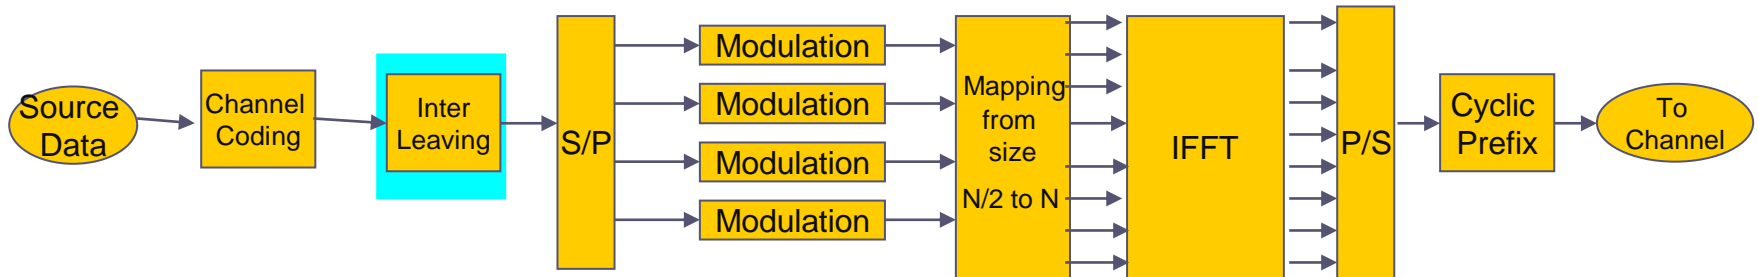 Source
Data
Channel
Coding
Inter
Leaving
S/P
Modulation
Modulation
Modulation
Modulation
Mapping
from
size
N/2 to N
IFFT
P/S
Cyclic
Prefix
To
Channel